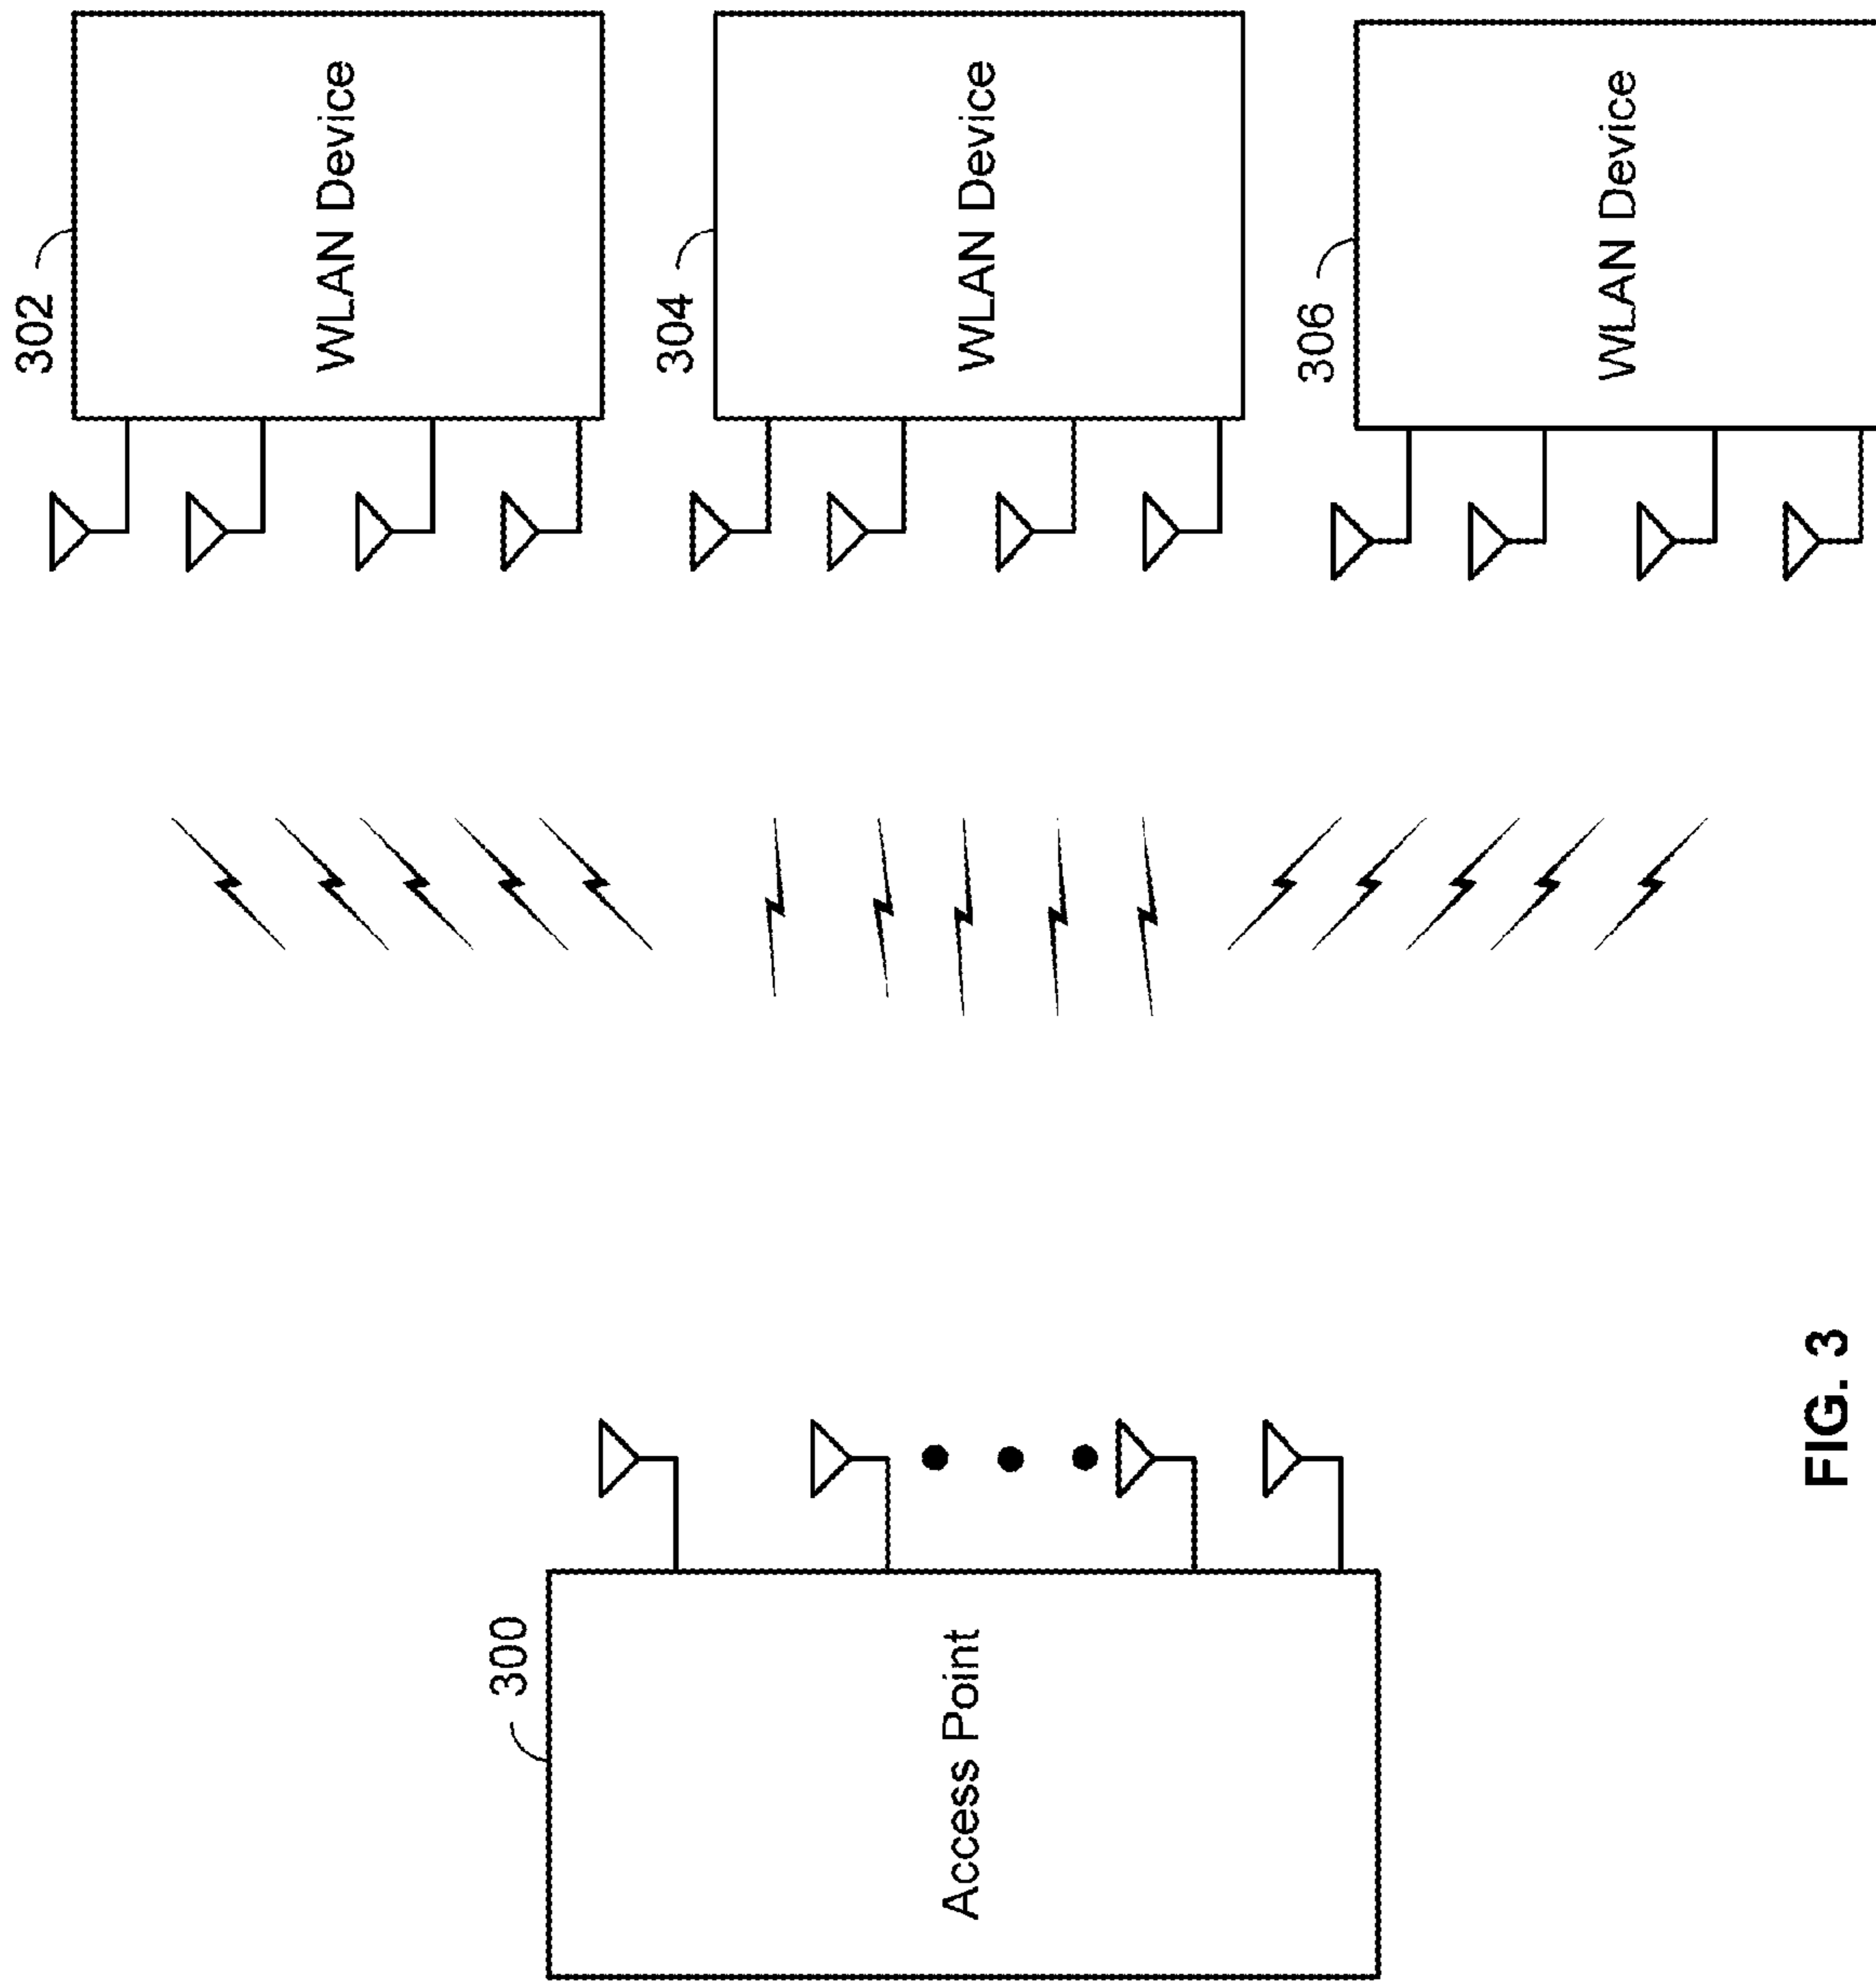 302
WLAN Device
304
WLAN Device
306
WLAN Device
300
Access Point
FIG. 3